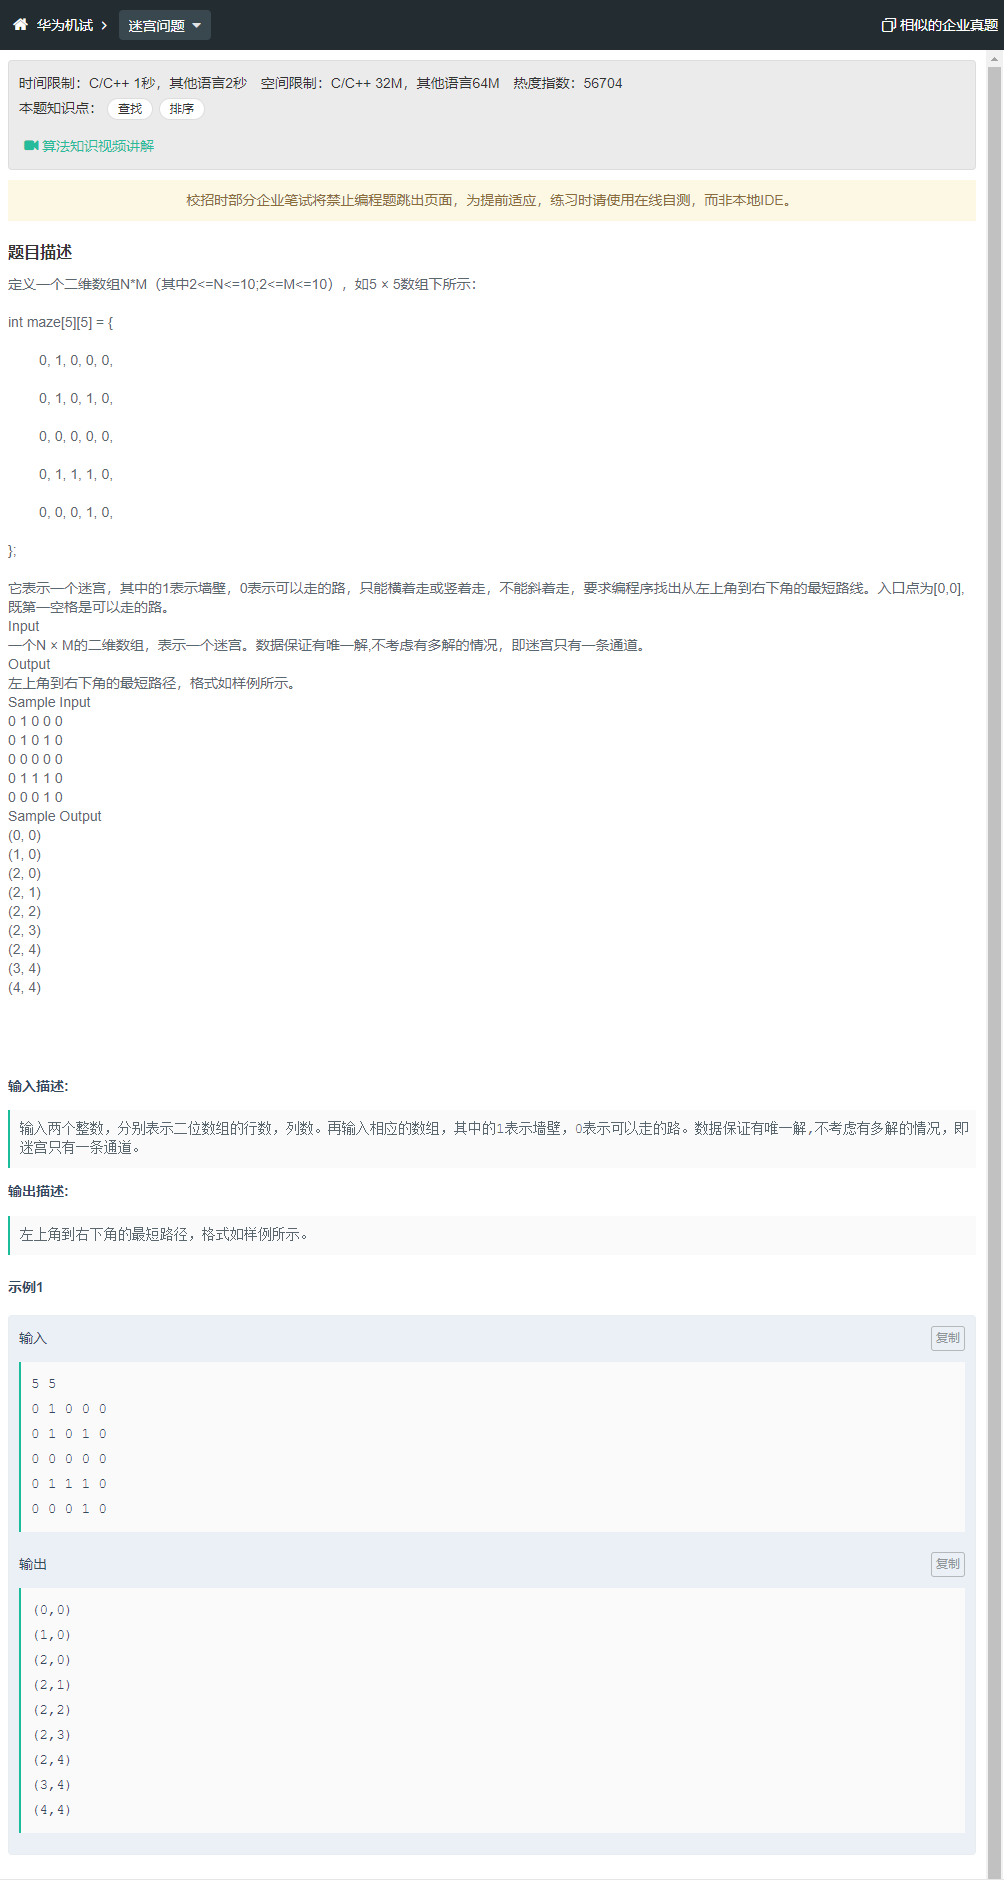 华为机试 > 迷宫问题 相似的企业真题
时间限制：C/C++ 1秒，其他语言2秒 空间限制：C/C++ 32M，其他语言64M 热度指数：56704
本题知识点： 查找 排序
算法知识视频讲解
校招时部分企业笔试将禁止编程题跳出页面，为提前适应，练习时请使用在线自测，而非本地IDE。
题目描述
定义一个二维数组N*M（其中2<=N<=10;2<=M<=10），如5 × 5数组下所示：
int maze[5][5] = {
0, 1, 0, 0, 0,
0, 1, 0, 1, 0,
0, 0, 0, 0, 0,
0, 1, 1, 1, 0,
0, 0, 0, 1, 0,
};
它表示一个迷宫，其中的1表示墙壁，0表示可以走的路，只能横着走或竖着走，不能斜着走，要求编程序找出从左上角到右下角的最短路线。入口点为[0,0],
既第一空格是可以走的路。
Input
一个N × M的二维数组，表示一个迷宫。数据保证有唯一解,不考虑有多解的情况，即迷宫只有一条通道。
Output
左上角到右下角的最短路径，格式如样例所示。
Sample Input
0 1 0 0 0
0 1 0 1 0
0 0 0 0 0
0 1 1 1 0
0 0 0 1 0
Sample Output
(0, 0)
(1, 0)
(2, 0)
(2, 1)
(2, 2)
(2, 3)
(2, 4)
(3, 4)
(4, 4)
输入描述:
输入两个整数，分别表示二位数组的行数，列数。再输入相应的数组，其中的1表示墙壁，0表示可以走的路。数据保证有唯一解,不考虑有多解的情况，即
迷宫只有一条通道。
输出描述:
左上角到右下角的最短路径，格式如样例所示。
示例1
输入 复制
5 5
0 1 0 0 0
0 1 0 1 0
0 0 0 0 0
0 1 1 1 0
0 0 0 1 0
输出 复制
(0,0)
(1,0)
(2,0)
(2,1)
(2,2)
(2,3)
(2,4)
(3,4)
(4,4)